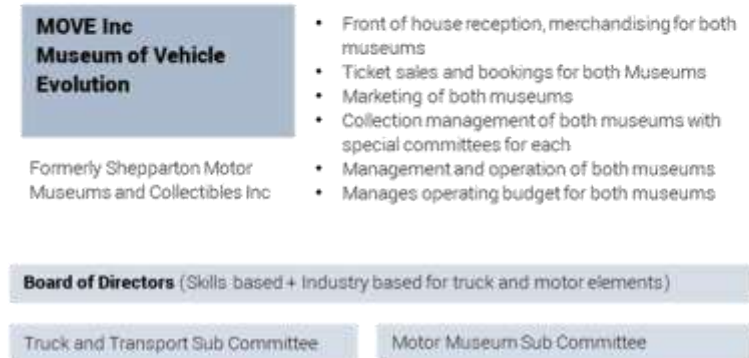 MOVE Inc
Museum of Vehicle
Evolution
Formerly Shepparton Motor
Museums and Collectibles Inc
• Front of house reception, merchandising for both
museums
• Ticket sales and bookings for both Museums
• Marketing of both museums
• Collection management of both museums with
special committees for each
• Management and operation of both museums
• Manages operating budget for both museums
Board of Directors (Skills based + Industry based for truck and motor elements)
Truck and Transport Sub Committee
Motor Museum Sub Committee